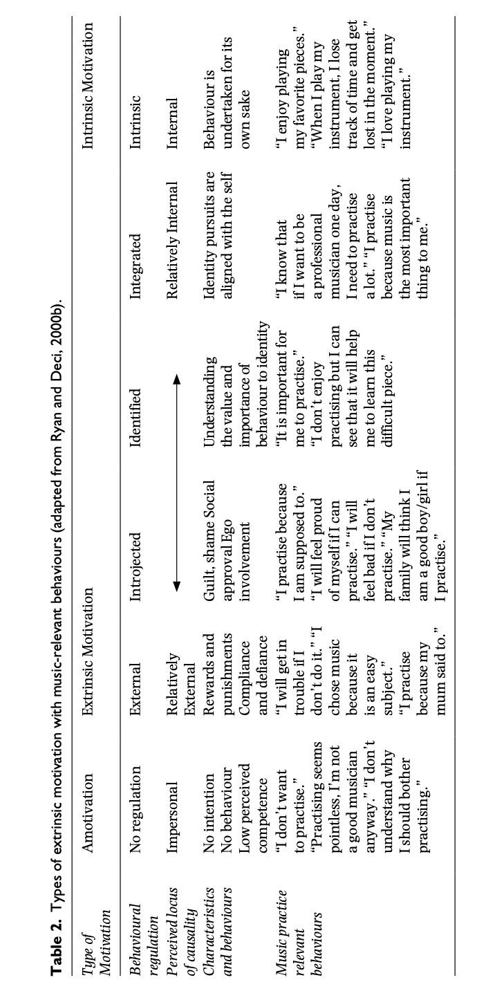 Table 2. Types of extrinsic motivation with music-relevant behaviours (adapted from Ryan and Deci, 2000b).
Type of
Motivation
Amotivation
Extrinsic Motivation
Intrinsic Motivation
Behavioural
regulation
No regulation
External
Introjected
Identified
Integrated
Intrinsic
Perceived locus
of causality
Impersonal
Relatively
External
Relatively Internal
Internal
Characteristics
and behaviours
No intention
No behaviour
Low perceived
competence
Rewards and
punishments
Compliance
and defiance
Guilt, shame Social
approval Ego
involvement
Understanding
the value and
importance of
behaviour to identity
Identity pursuits are
aligned with the self
Behaviour is
undertaken for its
own sake
Music practice
relevant
behaviours
“I don’t want
to practise.”
“Practising seems
pointless, I’m not
a good musician
anyway.” “I don’t
understand why
I should bother
practising.”
“I will get in
trouble if I
don’t do it.” “I
chose music
because it
is an easy
subject.”
“I practise
because my
mum said to.”
“I practise because
I am supposed to.”
“I will feel proud
of myself if I can
practise.” “I will
feel bad if I don’t
practise.” “My
family will think I
am a good boy/girl if
I practise.”
“It is important for
me to practise.”
“I don’t enjoy
practising but I can
see that it will help
me to learn this
difficult piece.”
“I know that
if I want to be
a professional
musician one day,
I need to practise
a lot.” “I practise
because music is
the most important
thing to me.”
“I enjoy playing
my favorite pieces.”
“When I play my
instrument, I lose
track of time and get
lost in the moment.”
“I love playing my
instrument.”